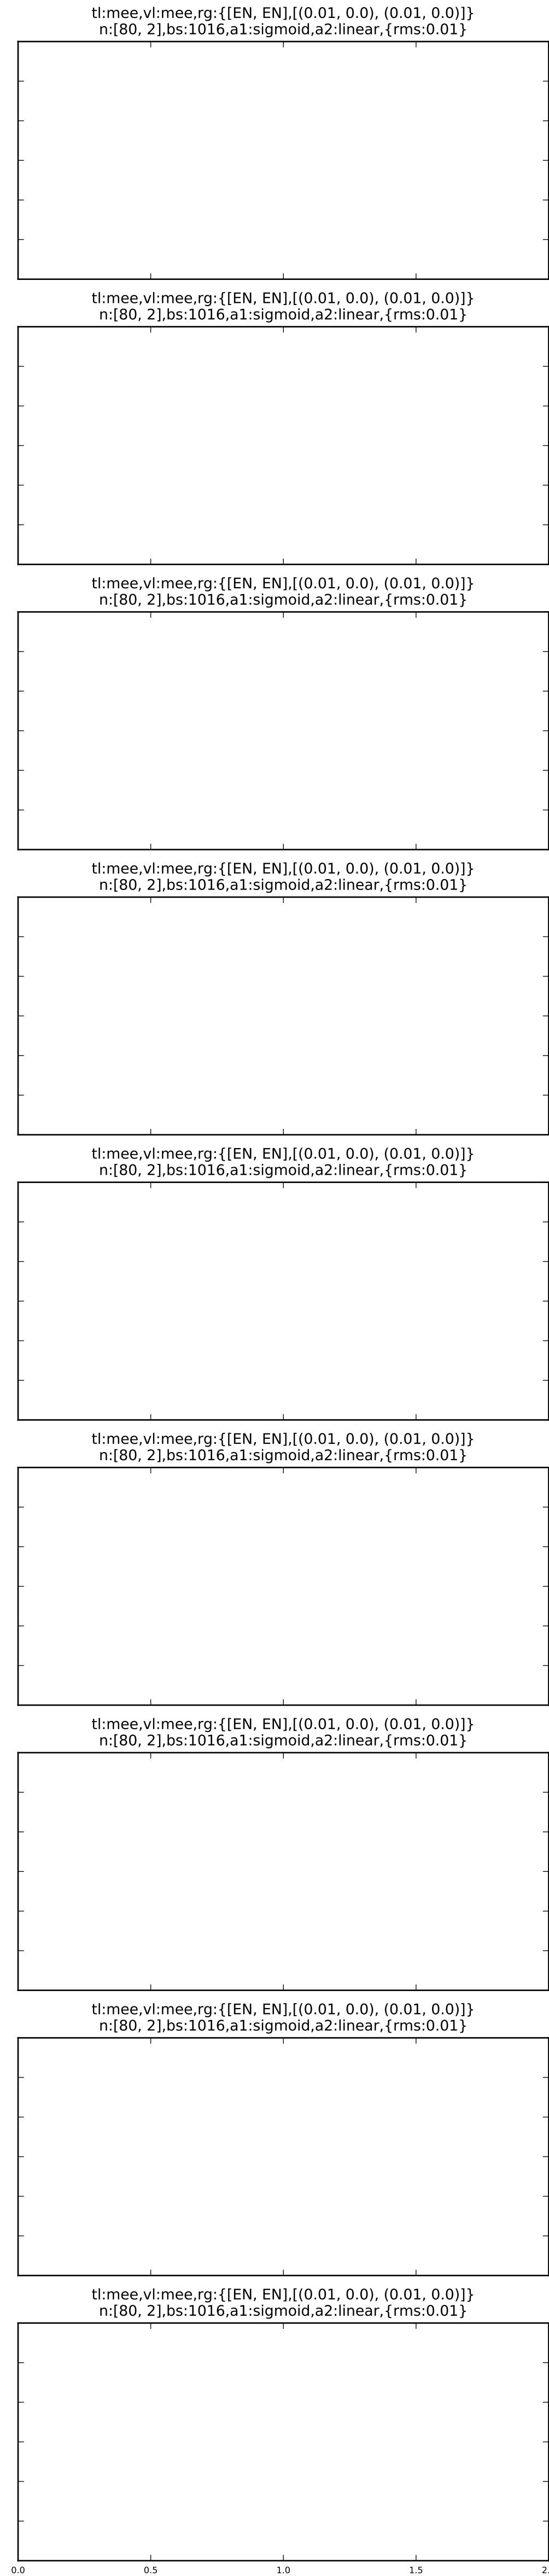 tl:mee,vl:mee,rg:{[EN, EN],[(0.01, 0.0), (0.01, 0.0)]}
n:[80, 2],bs:1016,a1:sigmoid,a2:linear,{rms:0.01}
tl:mee,vl:mee,rg:{[EN, EN],[(0.01, 0.0), (0.01, 0.0)]}
n:[80, 2],bs:1016,a1:sigmoid,a2:linear,{rms:0.01}
tl:mee,vl:mee,rg:{[EN, EN],[(0.01, 0.0), (0.01, 0.0)]}
n:[80, 2],bs:1016,a1:sigmoid,a2:linear,{rms:0.01}
tl:mee,vl:mee,rg:{[EN, EN],[(0.01, 0.0), (0.01, 0.0)]}
n:[80, 2],bs:1016,a1:sigmoid,a2:linear,{rms:0.01}
tl:mee,vl:mee,rg:{[EN, EN],[(0.01, 0.0), (0.01, 0.0)]}
n:[80, 2],bs:1016,a1:sigmoid,a2:linear,{rms:0.01}
tl:mee,vl:mee,rg:{[EN, EN],[(0.01, 0.0), (0.01, 0.0)]}
n:[80, 2],bs:1016,a1:sigmoid,a2:linear,{rms:0.01}
tl:mee,vl:mee,rg:{[EN, EN],[(0.01, 0.0), (0.01, 0.0)]}
n:[80, 2],bs:1016,a1:sigmoid,a2:linear,{rms:0.01}
tl:mee,vl:mee,rg:{[EN, EN],[(0.01, 0.0), (0.01, 0.0)]}
n:[80, 2],bs:1016,a1:sigmoid,a2:linear,{rms:0.01}
tl:mee,vl:mee,rg:{[EN, EN],[(0.01, 0.0), (0.01, 0.0)]}
n:[80, 2],bs:1016,a1:sigmoid,a2:linear,{rms:0.01}
0.0 0.5 1.0 1.5